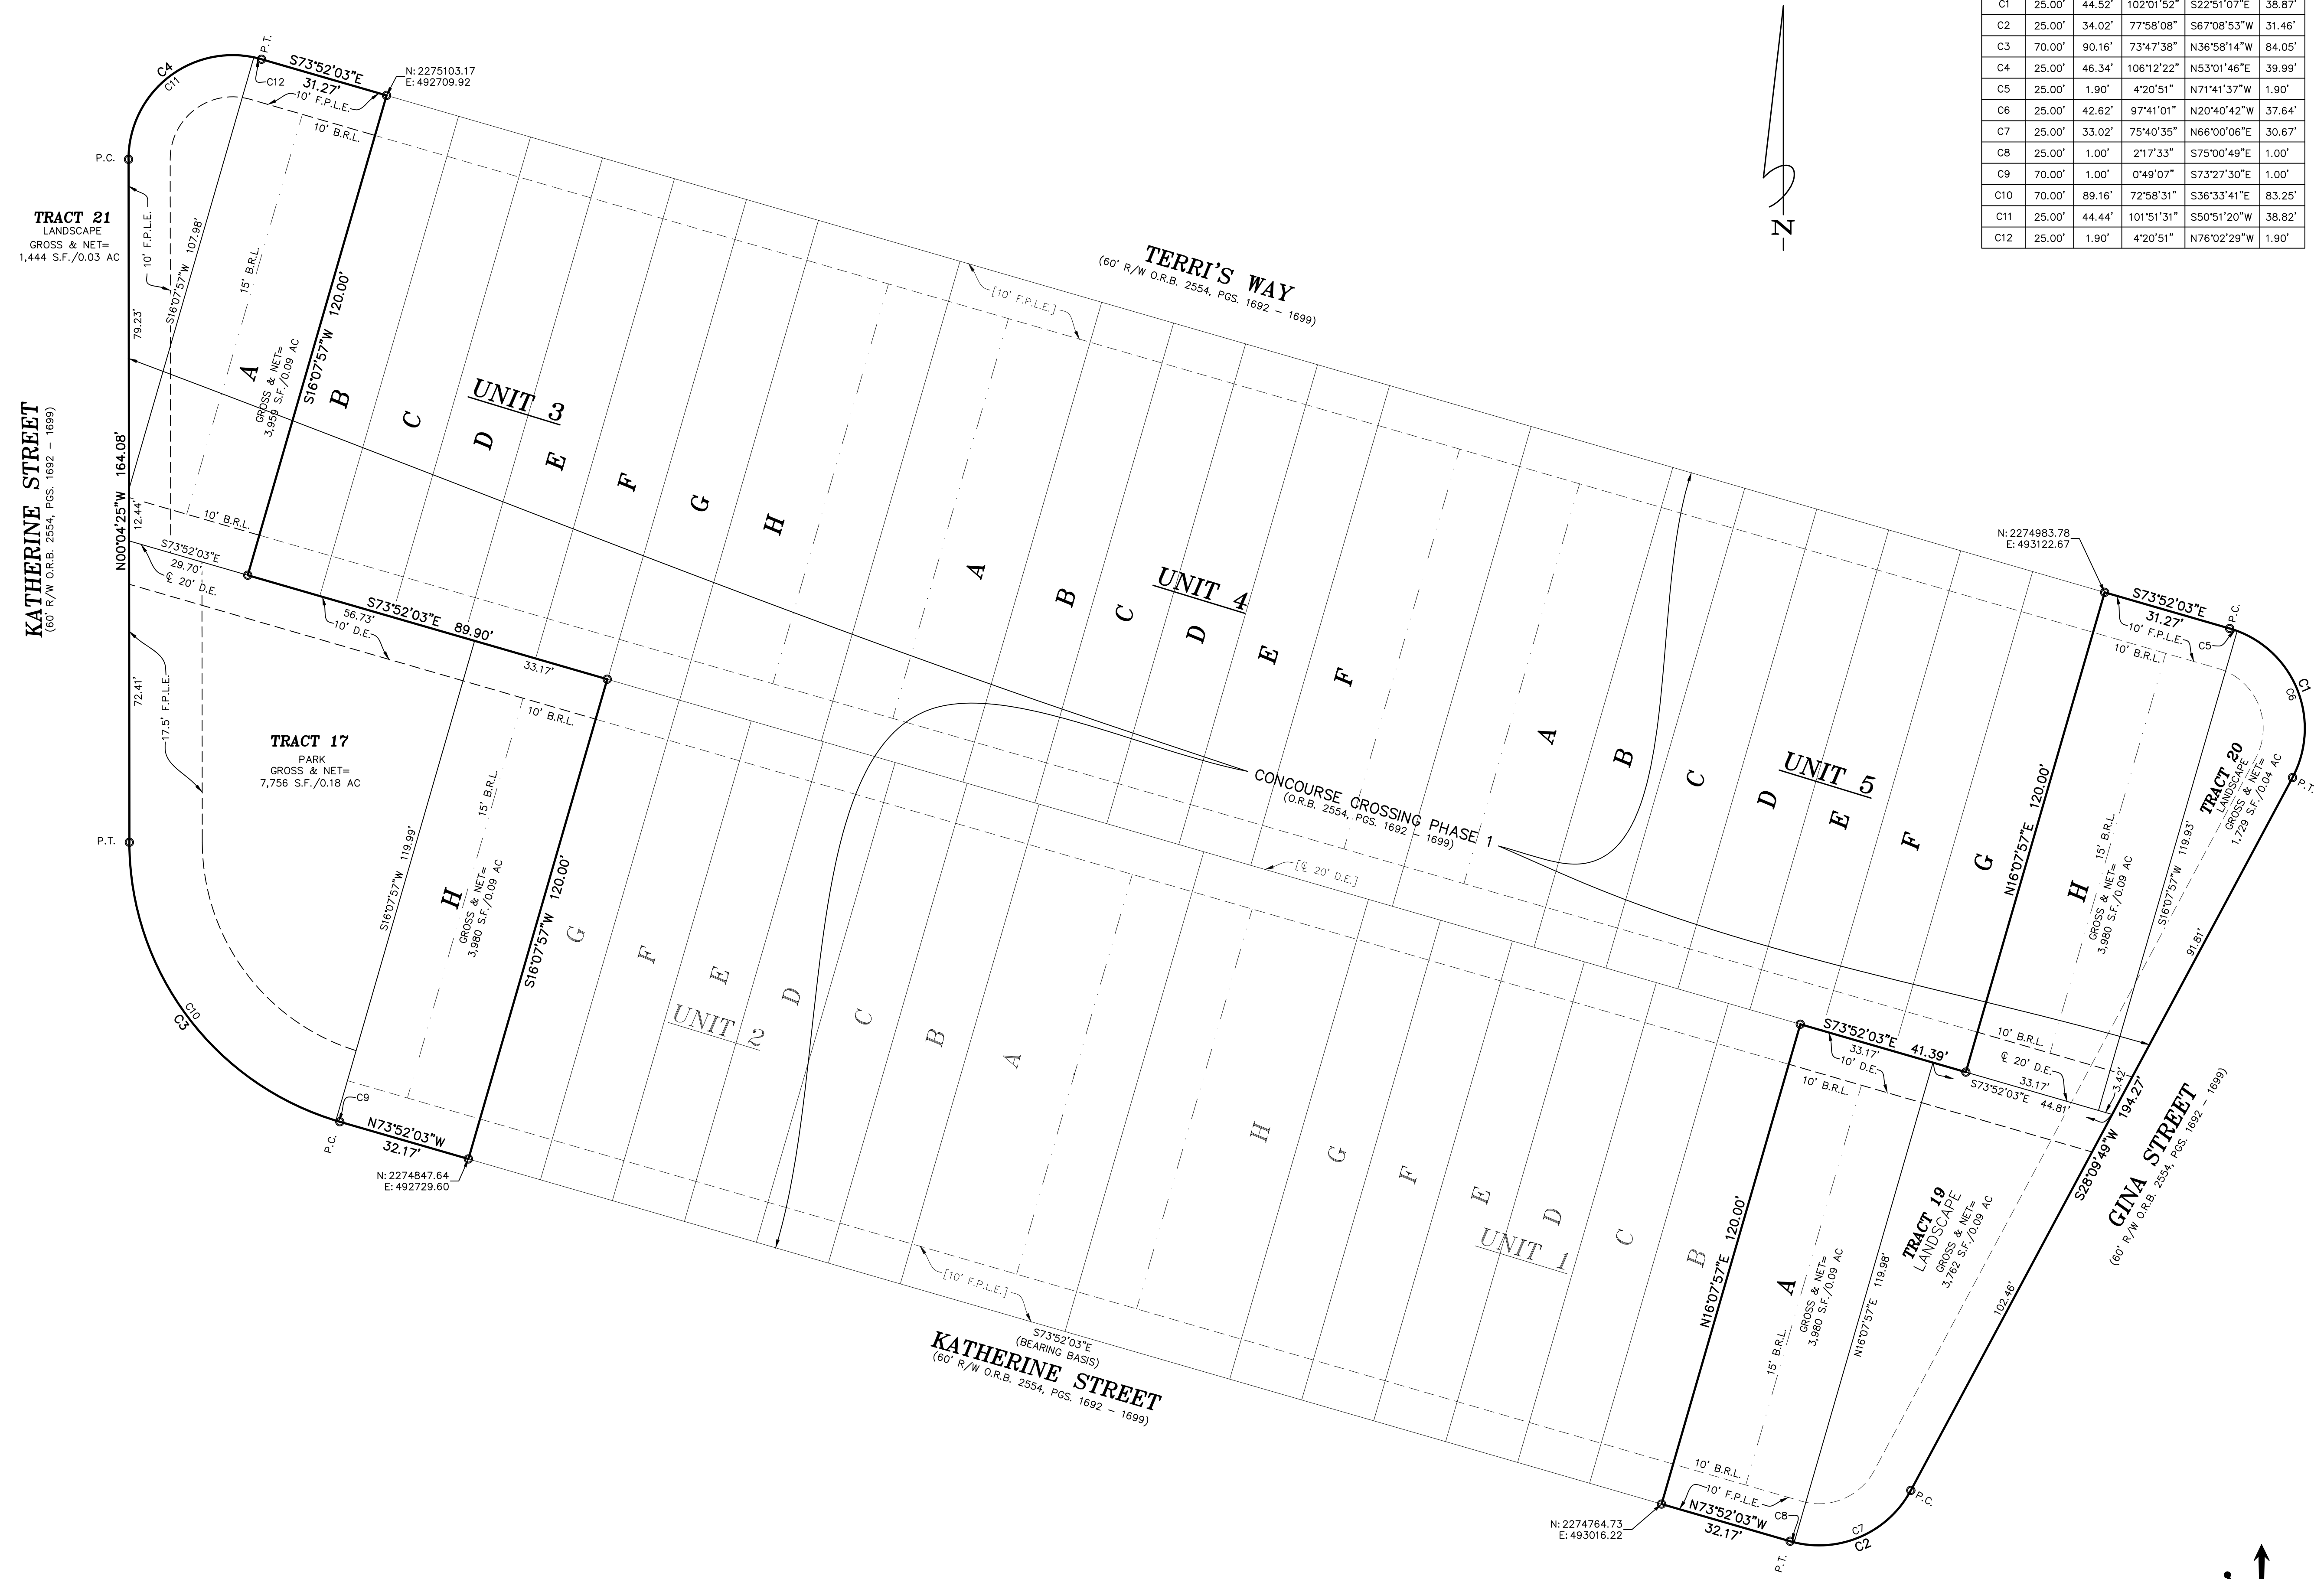 C1 25.00' 44.52' 102°01'52" S22°51'07"E 38.87'
C2 25.00' 34.02' 77°58'08" S67°08'53"W 31.46'
C3 70.00' 90.16' 73°47'38" N36°58'14"W 84.05'
C4 25.00' 46.34' 106°12'22" N53°01'46"E 39.99'
C5 25.00' 1.90' 4°20'51" N71°41'37"W 1.90'
C6 25.00' 42.62' 97°41'01" N20°40'42"W 37.64'
C7 25.00' 33.02' 75°40'35" N66°00'06"E 30.67'
C8 25.00' 1.00' 2°17'33" S75°00'49"E 1.00'
C9 70.00' 1.00' 0°49'07" S73°27'30"E 1.00'
C10 70.00' 89.16' 72°58'31" S36°33'41"E 83.25'
C11 25.00' 44.44' 101°51'31" S50°51'20"W 38.82'
C12 25.00' 1.90' 4°20'51" N76°02'29"W 1.90'
N
P.T.
C4
C11
C12
S73°52'03"E
31.27'
10' F.P.L.E.
10' B.R.L.
N: 2275103.17
E: 492709.92
P.C.
TRACT 21
LANDSCAPE
GROSS & NET=
1,444 S.F./0.03 AC
10' F.P.L.E.
79.23'
S16°07'57"W 107.98'
15' B.R.L.
A
GROSS & NET=
3,959 S.F./0.09 AC
S16°07'57"W 120.00'
B
C
UNIT 3
D
E
F
G
H
TERRI'S WAY
(60' R/W O.R.B. 2554, PGS. 1692 – 1699)
[10' F.P.L.E.]
A
B
C
UNIT 4
D
E
F
A
B
C
D
UNIT 5
E
F
G
H
N: 2274983.78
E: 493122.67
S73°52'03"E
31.27'
10' F.P.L.E.
10' B.R.L.
P.C.
C5
C1
C6
P.T.
TRACT 20
LANDSCAPE
GROSS & NET=
1,729 S.F./0.04 AC
N16°07'57"E 120.00'
15' B.R.L.
GROSS & NET=
3,980 S.F./0.09 AC
S16°07'57"W 119.93'
91.81'
KATHERINE STREET
(60' R/W O.R.B. 2554, PGS. 1692 – 1699)
N00°04'25"W 164.08'
12.44'
10' B.R.L.
S73°52'03"E
29.70'
℄ 20' D.E.
S73°52'03"E 89.90'
56.73'
10' D.E.
33.17'
10' B.R.L.
72.41'
17.5' F.P.L.E.
TRACT 17
PARK
GROSS & NET=
7,756 S.F./0.18 AC
P.T.
S16°07'57"W 119.99'
H
GROSS & NET=
3,980 S.F./0.09 AC
15' B.R.L.
S16°07'57"W 120.00'
CONCOURSE CROSSING PHASE 1
(O.R.B. 2554, PGS. 1692 – 1699)
[℄ 20' D.E.]
G
F
E
D
UNIT 2
C
B
A
H
G
F
E
D
UNIT 1
C
B
A
C10
C3
C9
P.C.
N73°52'03"W
32.17'
N: 2274847.64
E: 492729.60
[10' F.P.L.E.]
S73°52'03"E
(BEARING BASIS)
KATHERINE STREET
(60' R/W O.R.B. 2554, PGS. 1692 – 1699)
S73°52'03"E 41.39'
33.17'
10' D.E.
10' B.R.L.
10' B.R.L.
℄ 20' D.E.
33.17'
S73°52'03"E 44.81'
3.42'
S28°09'49"W 194.27'
GINA STREET
(60' R/W O.R.B. 2554, PGS. 1692 – 1699)
N16°07'57"E 120.00'
15' B.R.L.
GROSS & NET=
3,980 S.F./0.09 AC
N16°07'57"E 119.98'
TRACT 19
LANDSCAPE
GROSS & NET=
3,762 S.F./0.09 AC
102.46'
10' B.R.L.
10' F.P.L.E.
N73°52'03"W
32.17'
N: 2274764.73
E: 493016.22
C8
P.T.
C7
C2
P.C.